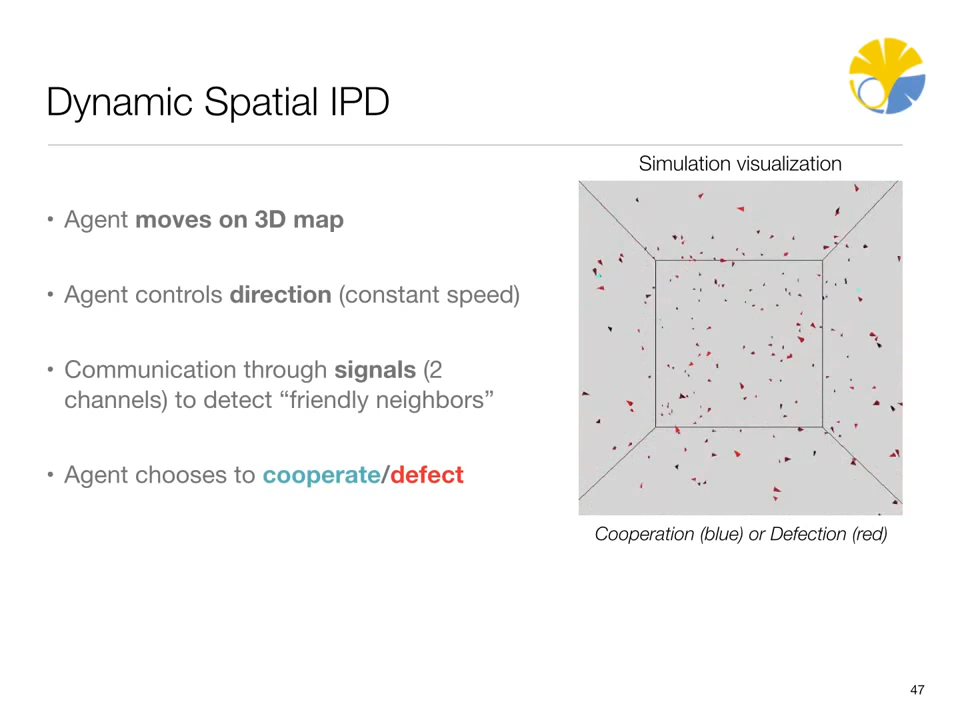 Dynamic Spatial IPD
Simulation visualization
• Agent moves on 3D map
• Agent controls direction (constant speed)
• Communication through signals (2
channels) to detect “friendly neighbors”
• Agent chooses to cooperate/defect
Cooperation (blue) or Defection (red)
47